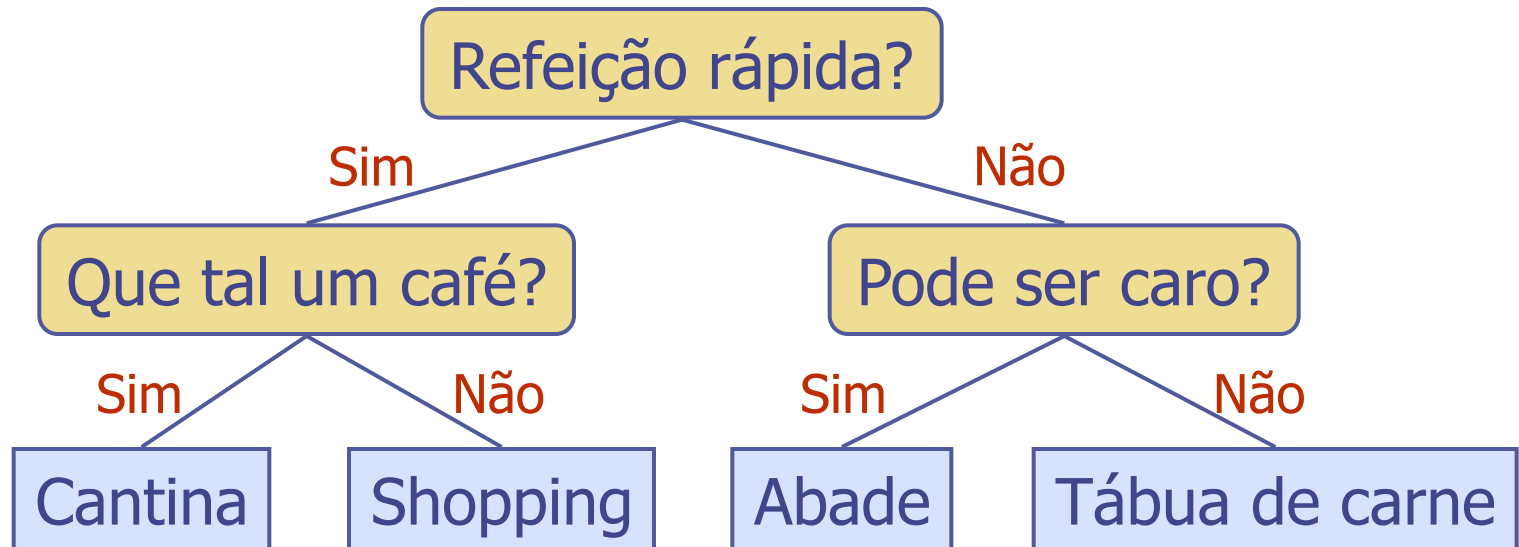 Refeição rápida?
Sim
Não
Que tal um café?
Pode ser caro?
Sim
Não
Sim
Não
Cantina
Shopping
Abade
Tábua de carne